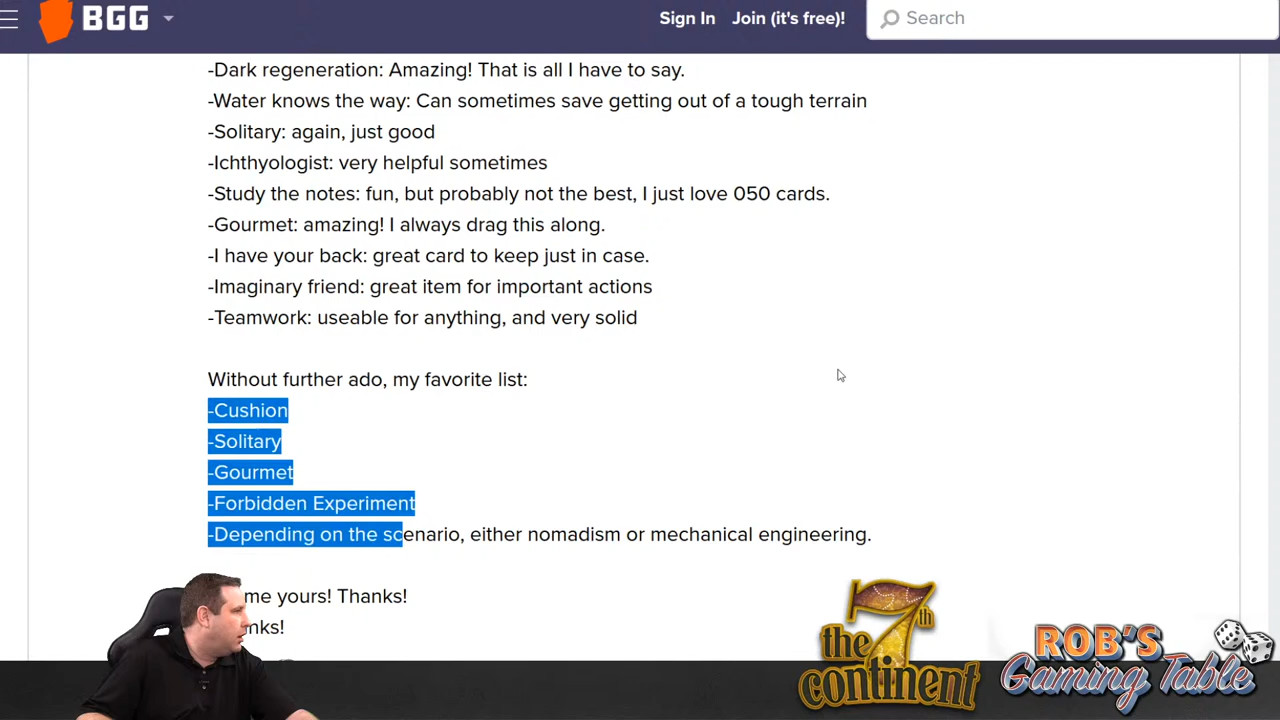 BGG
Sign In
Join (it's free)!
Search
-Dark regeneration: Amazing! That is all I have to say.
-Water knows the way: Can sometimes save getting out of a tough terrain
-Solitary: again, just good
-Ichthyologist: very helpful sometimes
-Study the notes: fun, but probably not the best, I just love 050 cards.
-Gourmet: amazing! I always drag this along.
-I have your back: great card to keep just in case.
-Imaginary friend: great item for important actions
-Teamwork: useable for anything, and very solid
Without further ado, my favorite list:
-Cushion
-Solitary
-Gourmet
-Forbidden Experiment
-Depending on the scenario, either nomadism or mechanical engineering.
me yours! Thanks!
the 7th continent
ROB'S
Gaming Table